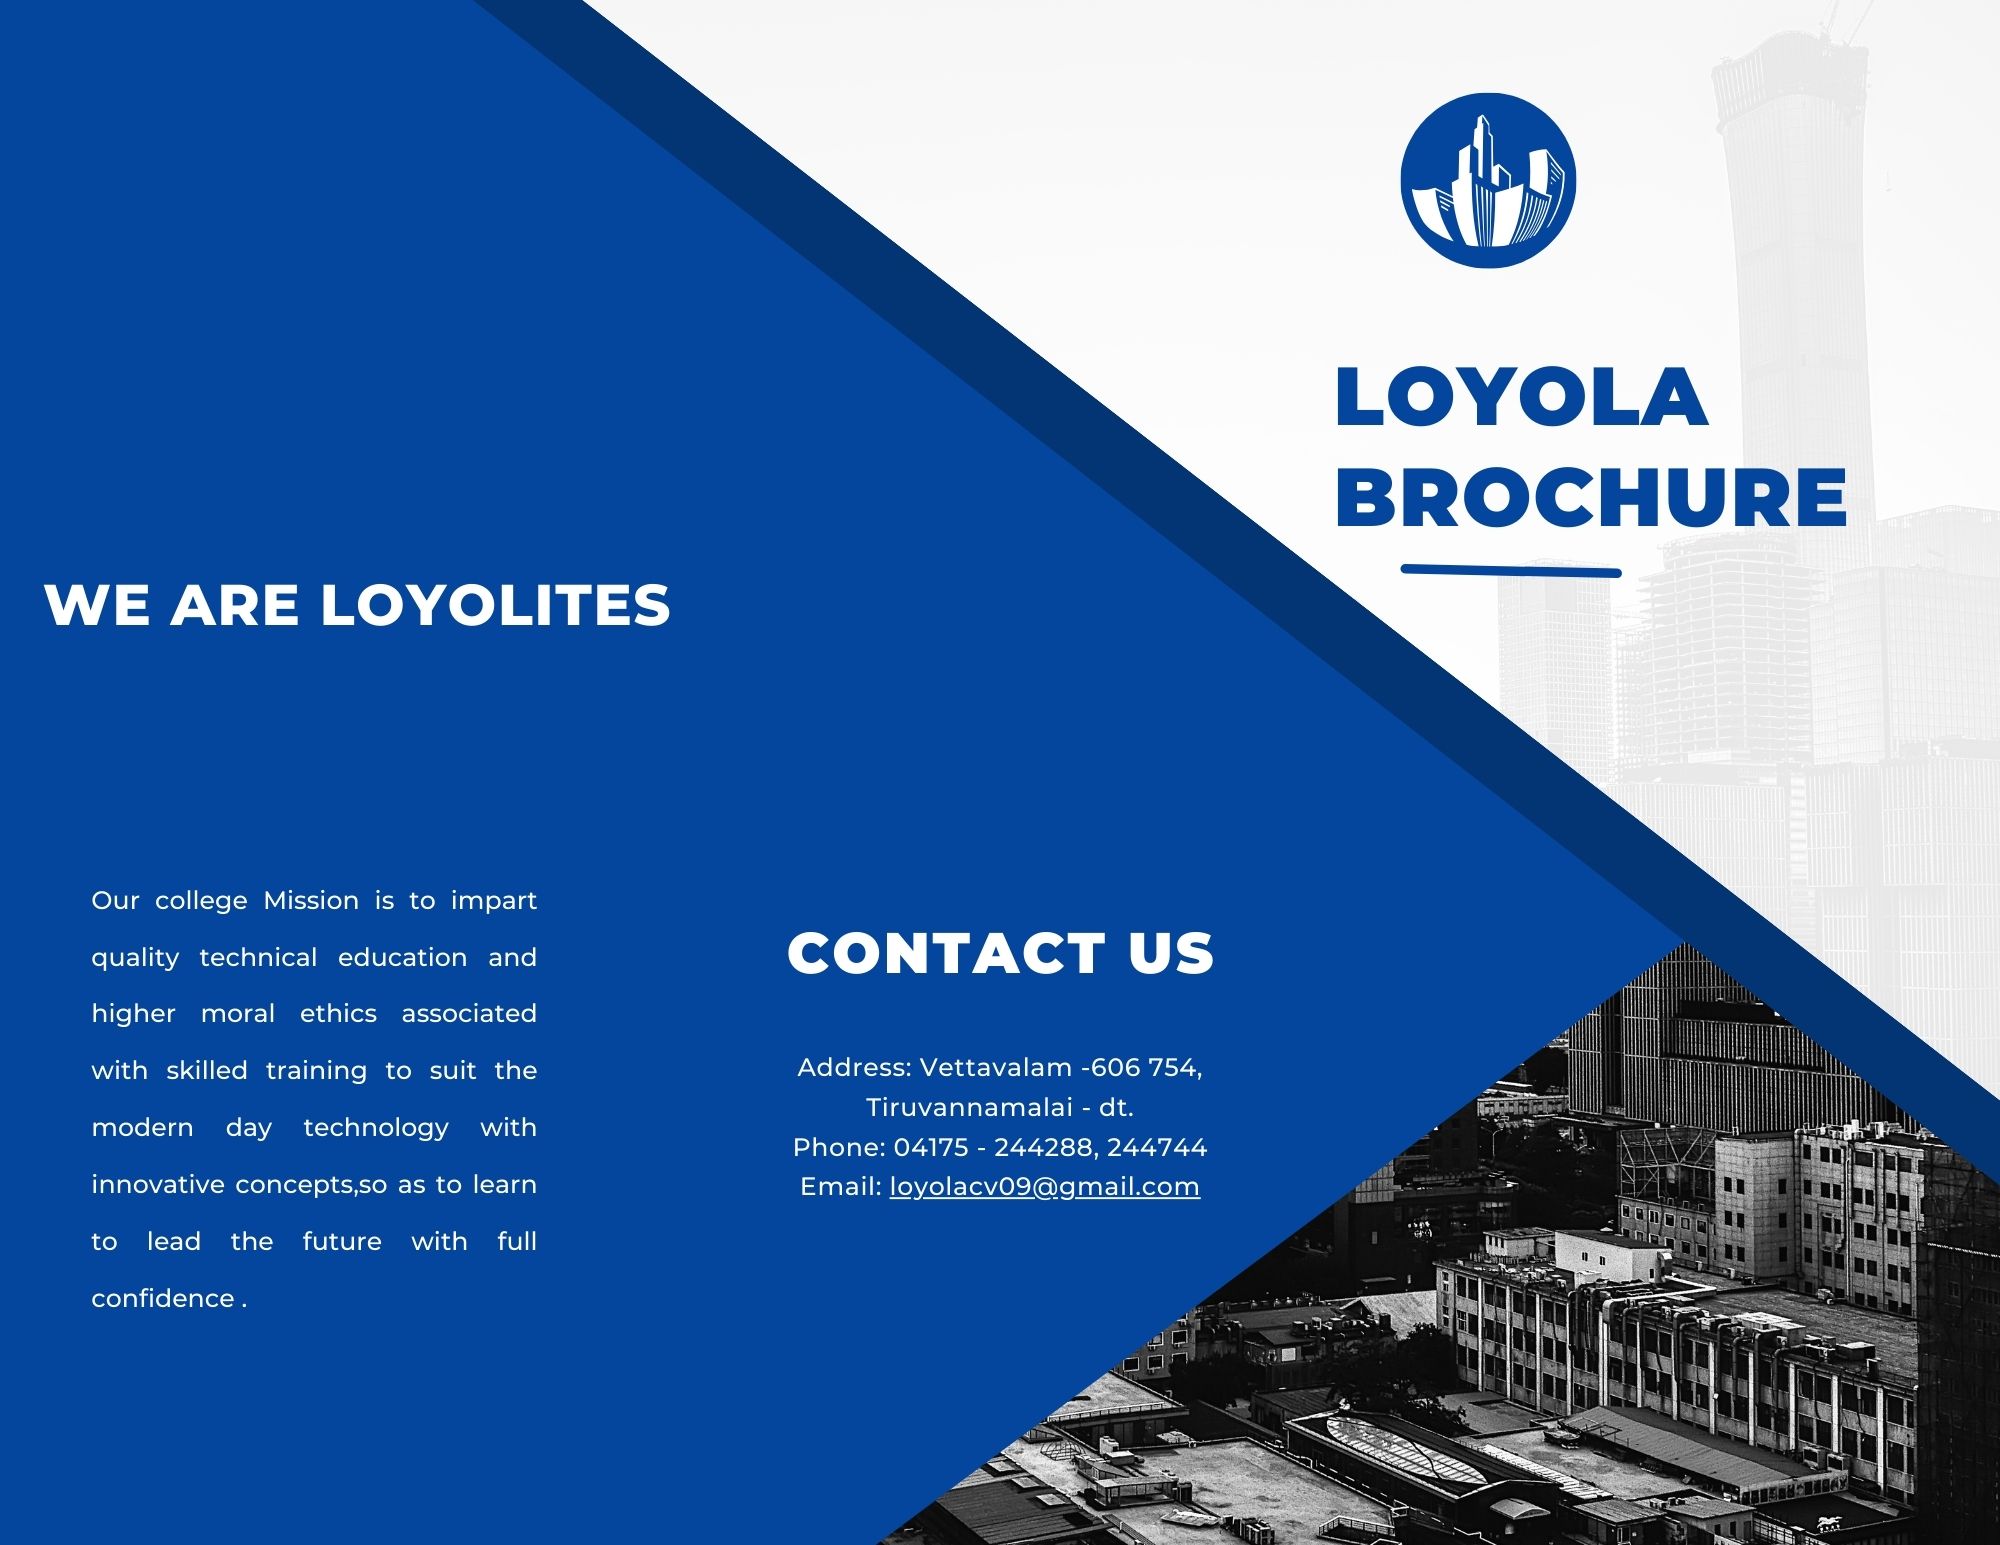 LOYOLA
BROCHURE
WE ARE LOYOLITES
Our college Mission is to impart
quality technical education and
higher moral ethics associated
with skilled training to suit the
modern day technology with
innovative concepts,so as to learn
to lead the future with full
confidence .
CONTACT US
Address: Vettavalam -606 754,
Tiruvannamalai - dt.
Phone: 04175 - 244288, 244744
Email: loyolacv09@gmail.com